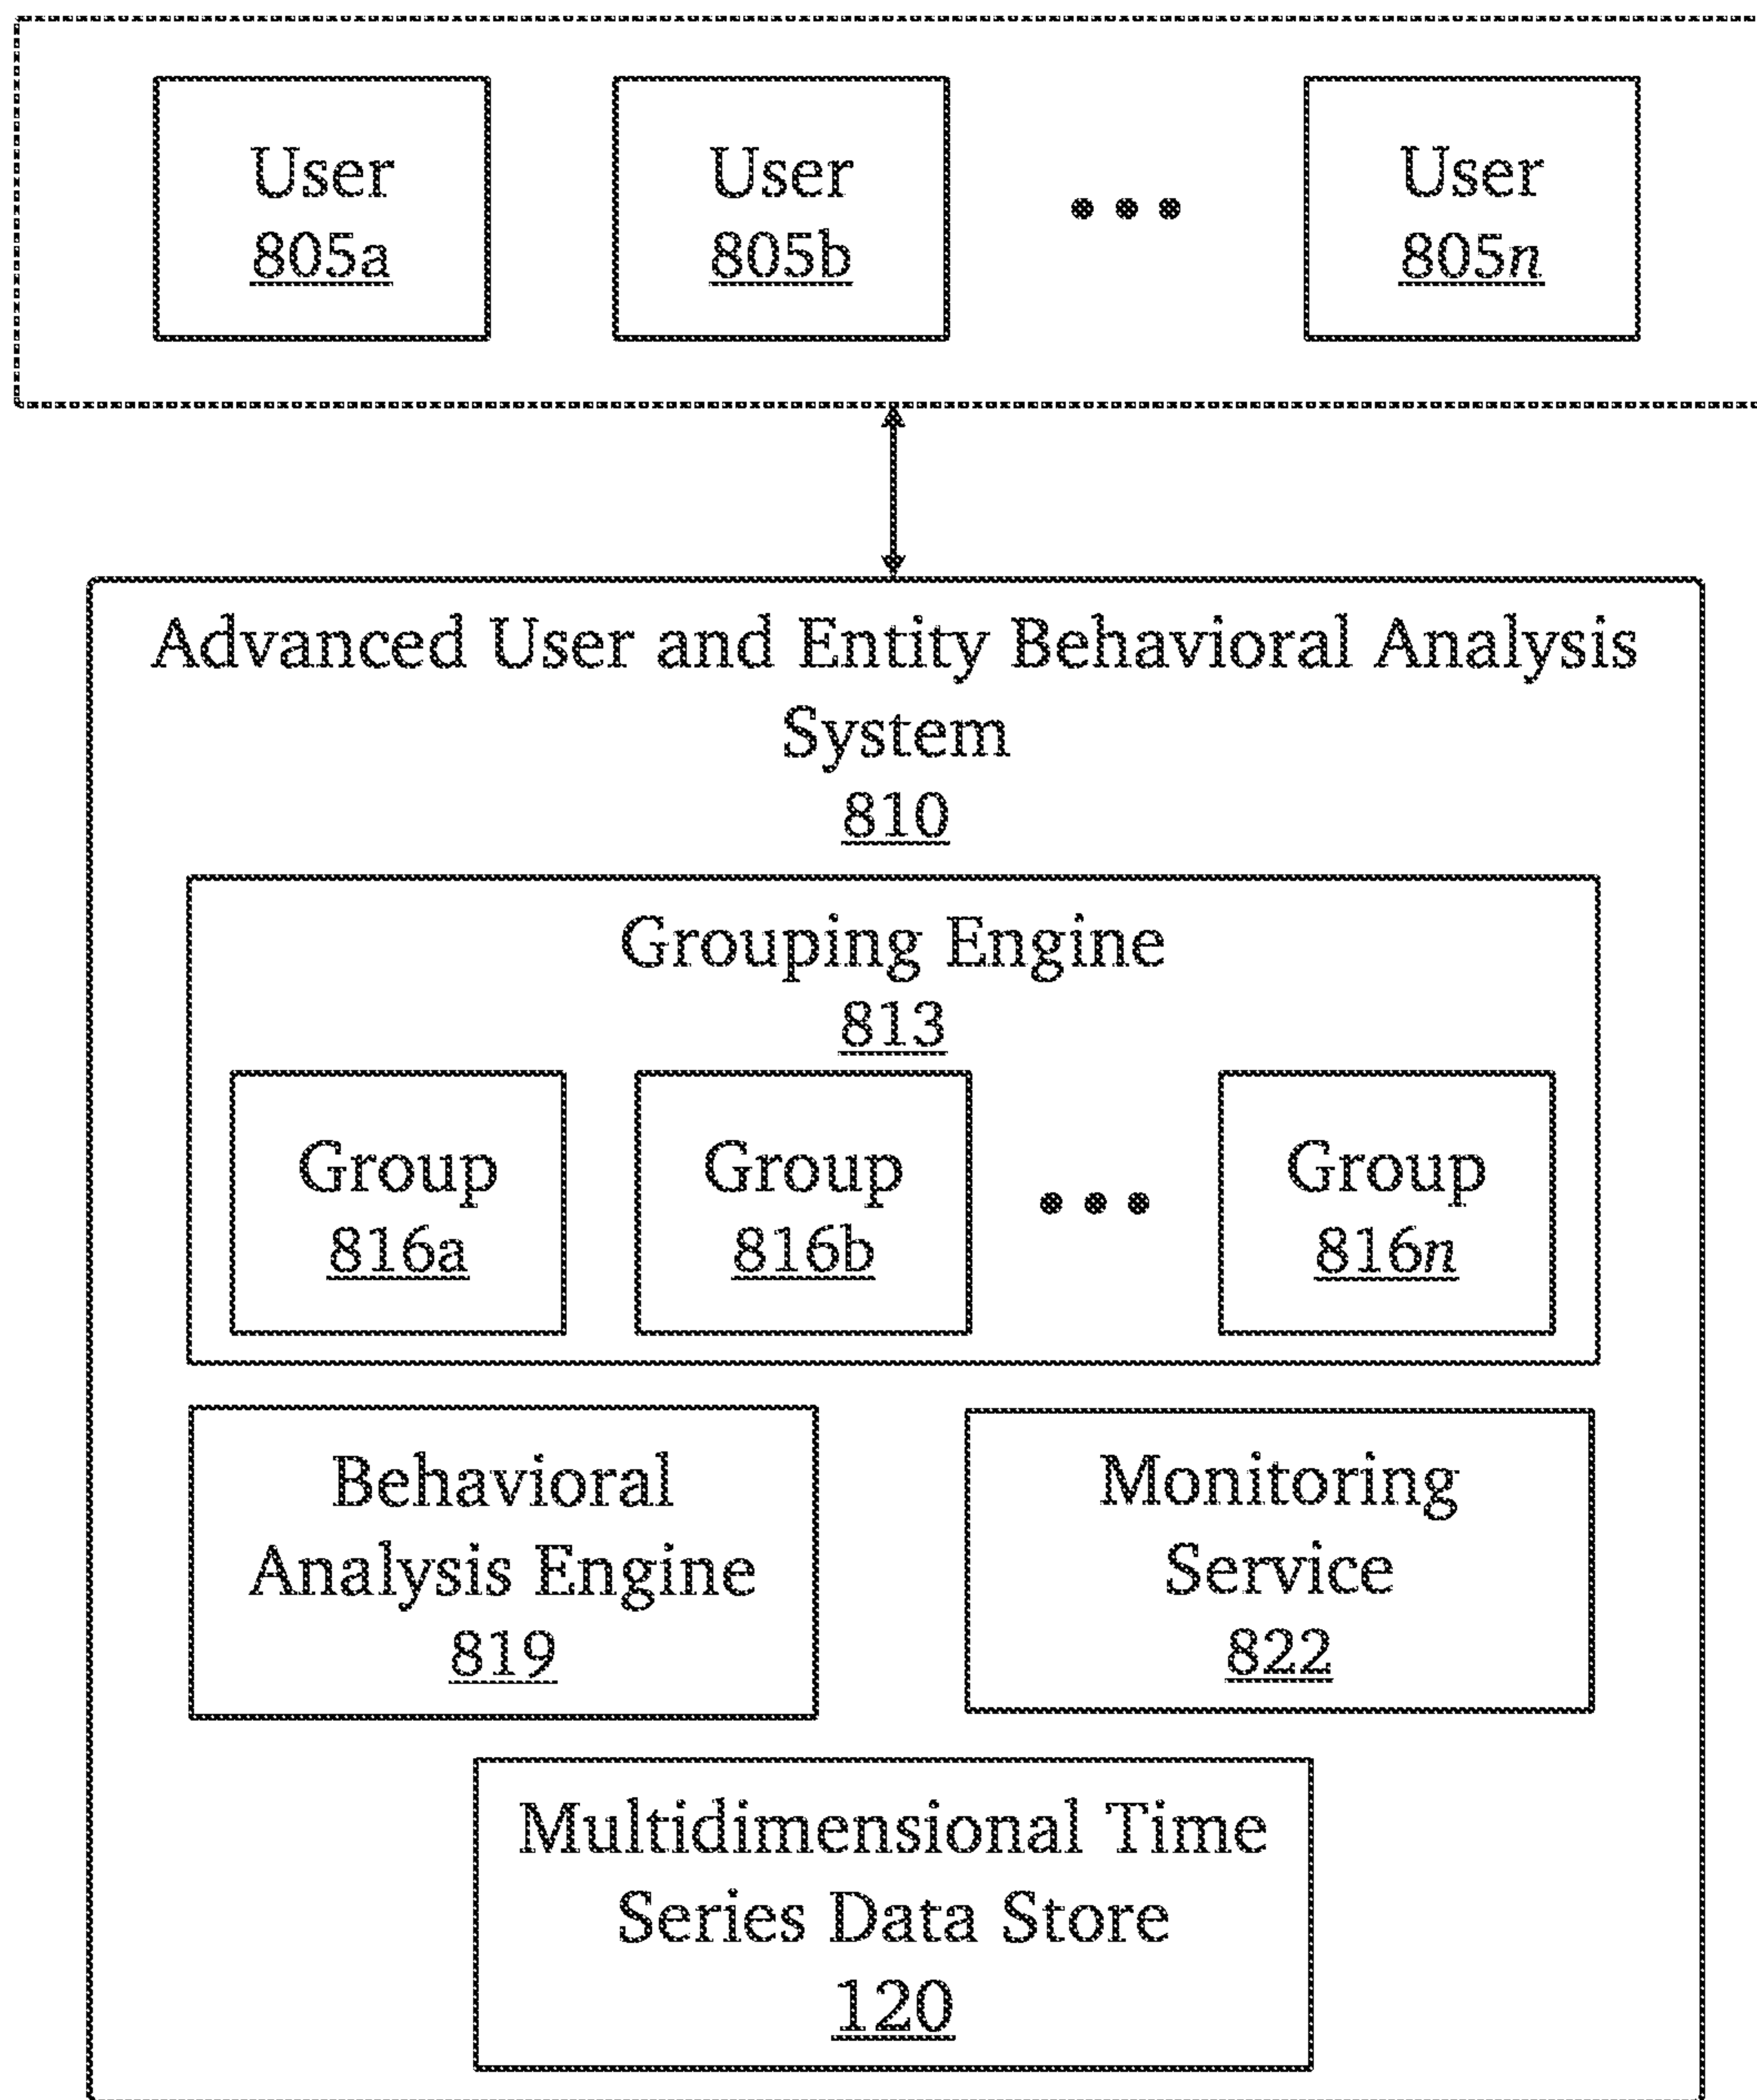 User
805a
User
805b
User
805n
Advanced User and Entity Behavioral Analysis
System
810
Grouping Engine
813
Group
816a
Group
816b
Group
816n
Behavioral
Analysis Engine
819
Monitoring
Service
822
Multidimensional Time
Series Data Store
120